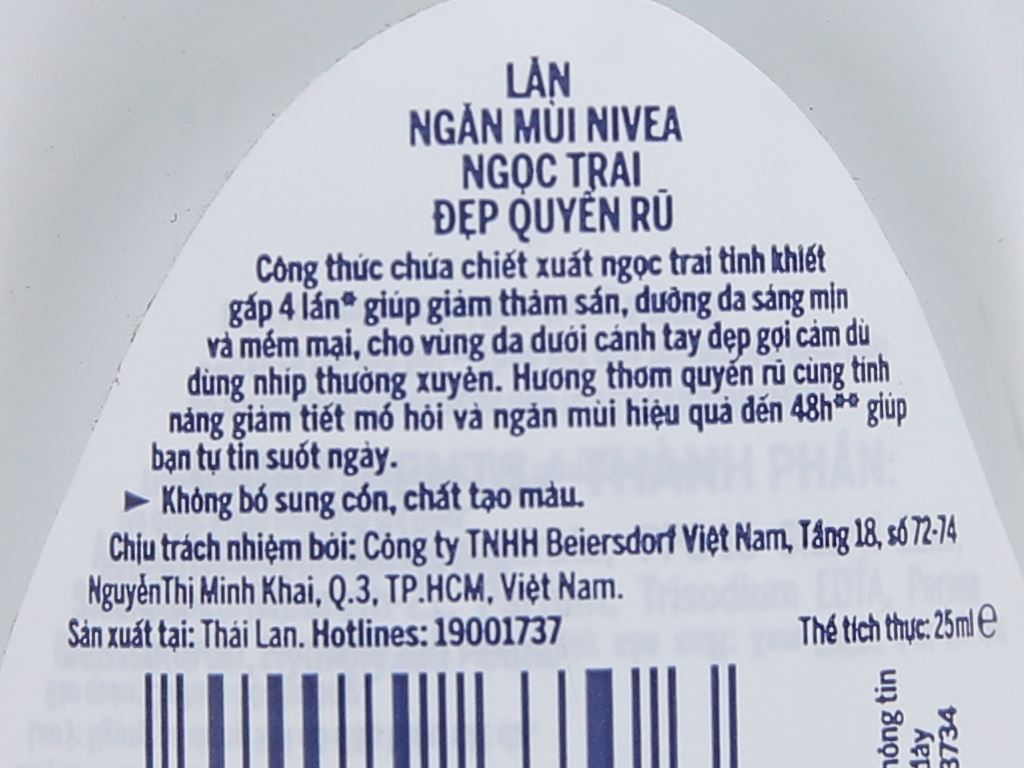 LĂN
NGĂN MÙI NIVEA
NGỌC TRAI
ĐẸP QUYẾN RŨ
Công thức chứa chiết xuất ngọc trai tinh khiết
gấp 4 lần* giúp giảm thâm sần, dưỡng da sáng mịn
và mềm mại, cho vùng da dưới cánh tay đẹp gợi cảm dù
dùng nhíp thường xuyên. Hương thơm quyến rũ cùng tính
năng giảm tiết mồ hôi và ngăn mùi hiệu quả đến 48h** giúp
bạn tự tin suốt ngày.
► Không bổ sung cồn, chất tạo màu.
Chịu trách nhiệm bởi: Công ty TNHH Beiersdorf Việt Nam, Tầng 18, số 72-74
NguyễnThị Minh Khai, Q.3, TP.HCM, Việt Nam.
Sản xuất tại: Thái Lan. Hotlines: 19001737
Thể tích thực: 25ml ℮
tin
3734